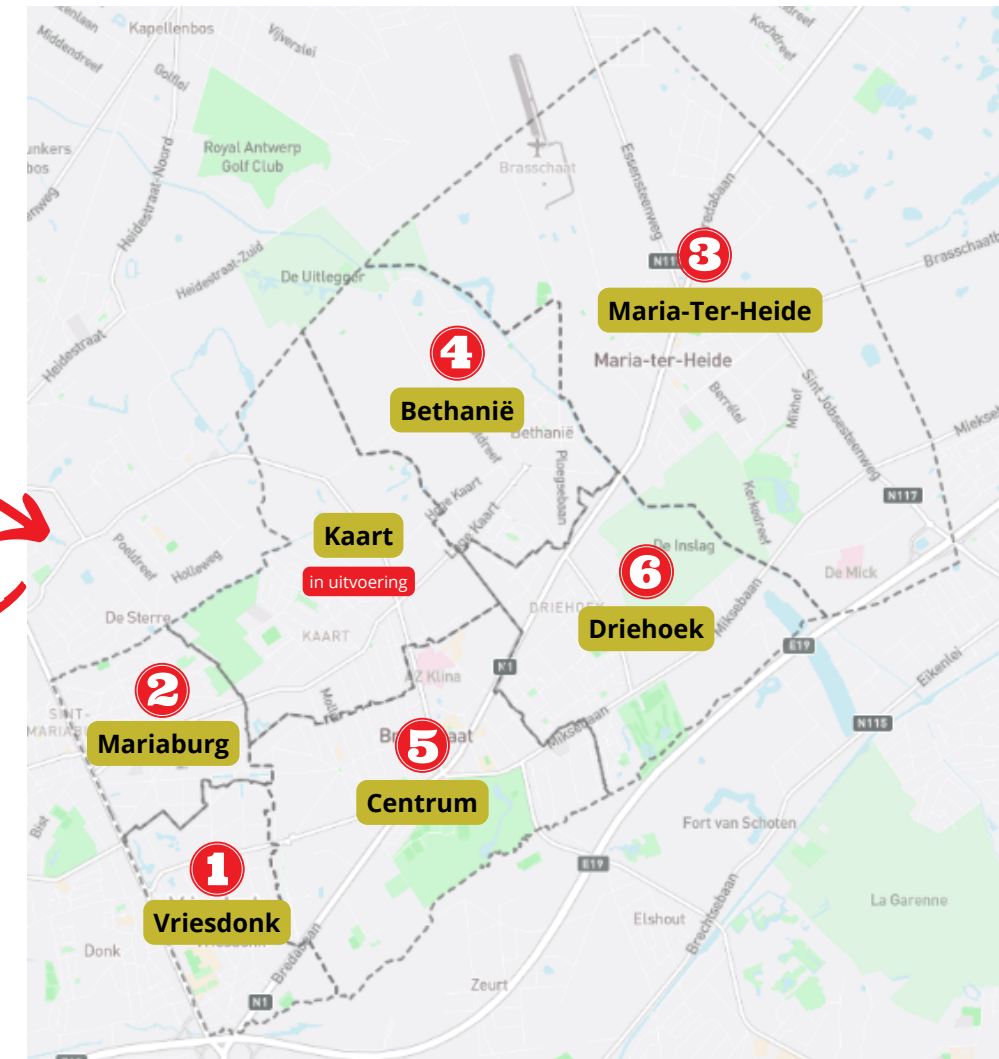 Kapellenbos
Middendreef
Golflei
Vijverslei
Kochdreef
Royal Antwerp
Golf Club
Heidestraat-Noord
Brasschaat
Essensteenweg
Bredabaan
3
Heidestraat-Zuid
De Uitlegger
Maria-Ter-Heide
Heidestraat
4
Maria-ter-Heide
Bethanië
Berrélei
Mikhof
Sint Jobsesteenweg
Bethanië
Ploegsebaan
Hoge Kaart
Lage Kaart
Kerkedreef
N117
Kaart
in uitvoering
Poeldreef
Holleweg
De Inslag
6
De Mick
De Sterre
KAART
DRIEHOEK
Driehoek
Miksebaan
E19
Eikenlei
AZ Klina
N1
2
SINT-
Mariaburg
N115
5
Miksebaan
Centrum
Bist
Fort van Schoten
1
E19
Vriesdonk
La Garenne
Elshout
Brechtsebaan
Donk
Bredabaan
Zeurt
N1